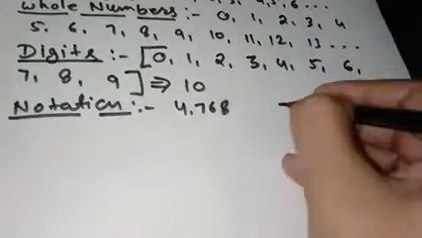 Whole Numbers :- 0, 1, 2, 3, 4
5, 6, 7, 8, 9, 10, 11, 12, 13 ...
Digits :- [0, 1, 2, 3, 4, 5, 6,
7, 8, 9] ⇒ 10
Notation :- 4,768